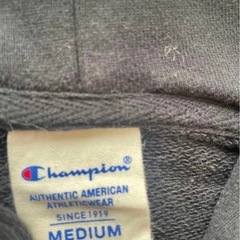 Champion
AUTHENTIC AMERICAN
ATHLETICWEAR
SINCE 1919
MEDIUM